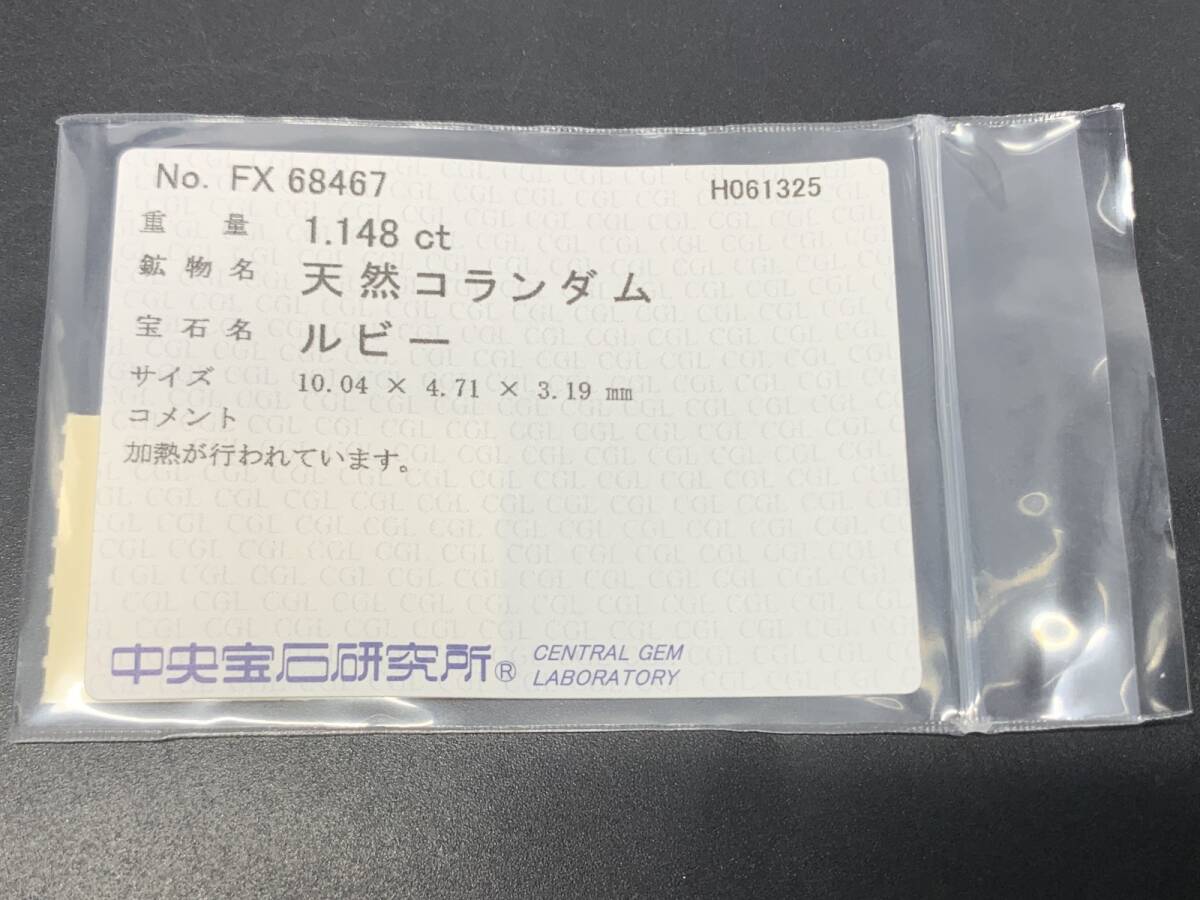 No. FX 68467 H061325
重量 1.148 ct
鉱物名 天然コランダム
宝石名 ルビー
サイズ 10.04 × 4.71 × 3.19 ㎜
コメント
加熱が行われています。
中央宝石研究所® CENTRAL GEM
LABORATORY